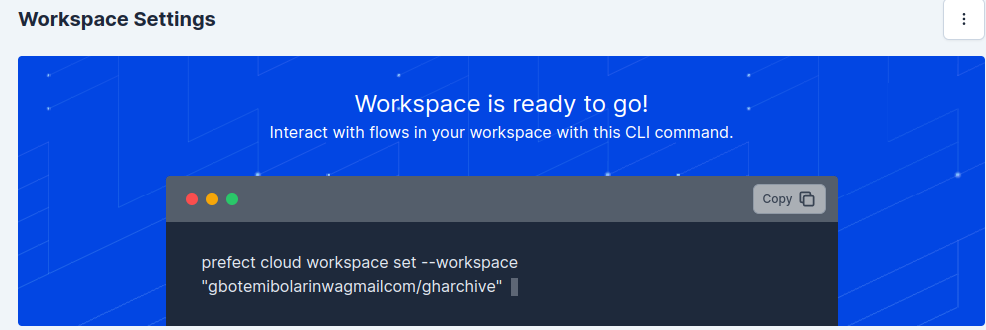 Workspace Settings
Workspace is ready to go!
Interact with flows in your workspace with this CLI command.
Copy
prefect cloud workspace set --workspace
"gbotemibolarinwagmailcom/gharchive"